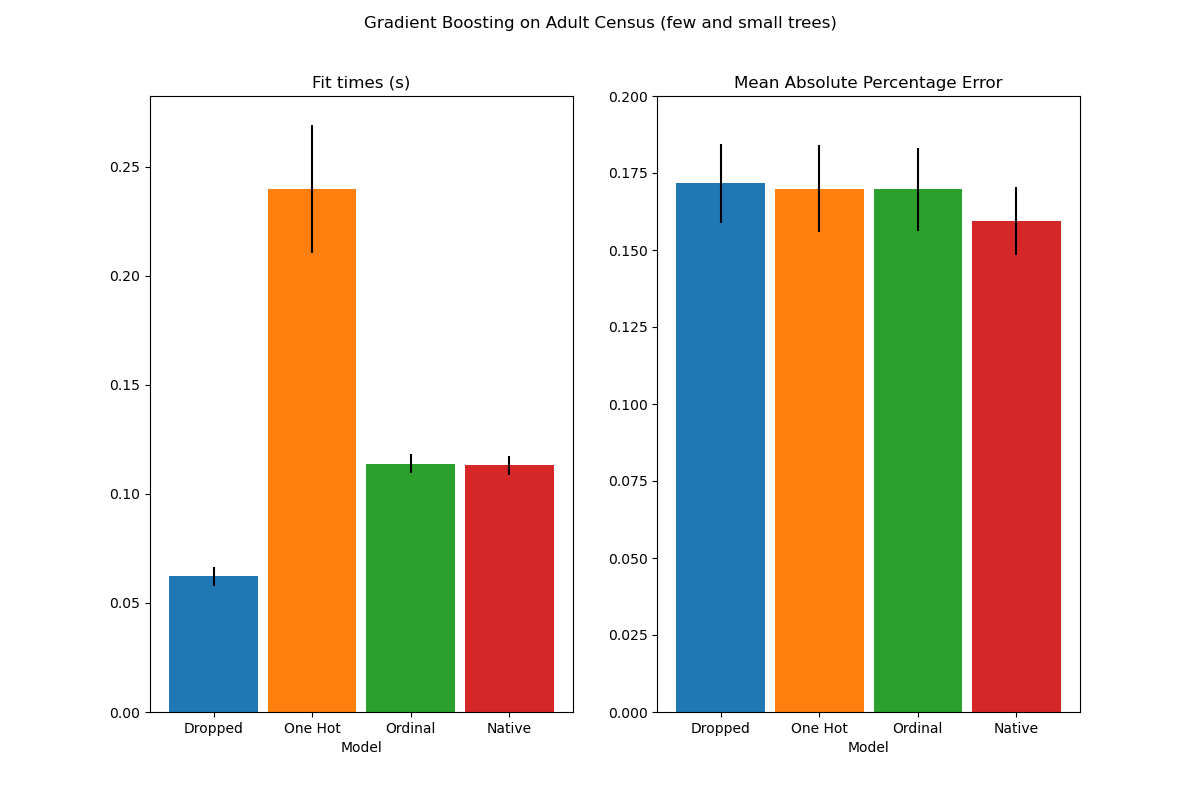 Gradient Boosting on Adult Census (few and small trees)
Fit times (s)
0.25
0.20
0.15
0.10
0.05
0.00
Dropped One Hot Ordinal Native
Model
Mean Absolute Percentage Error
0.200
0.175
0.150
0.125
0.100
0.075
0.050
0.025
0.000
Dropped One Hot Ordinal Native
Model